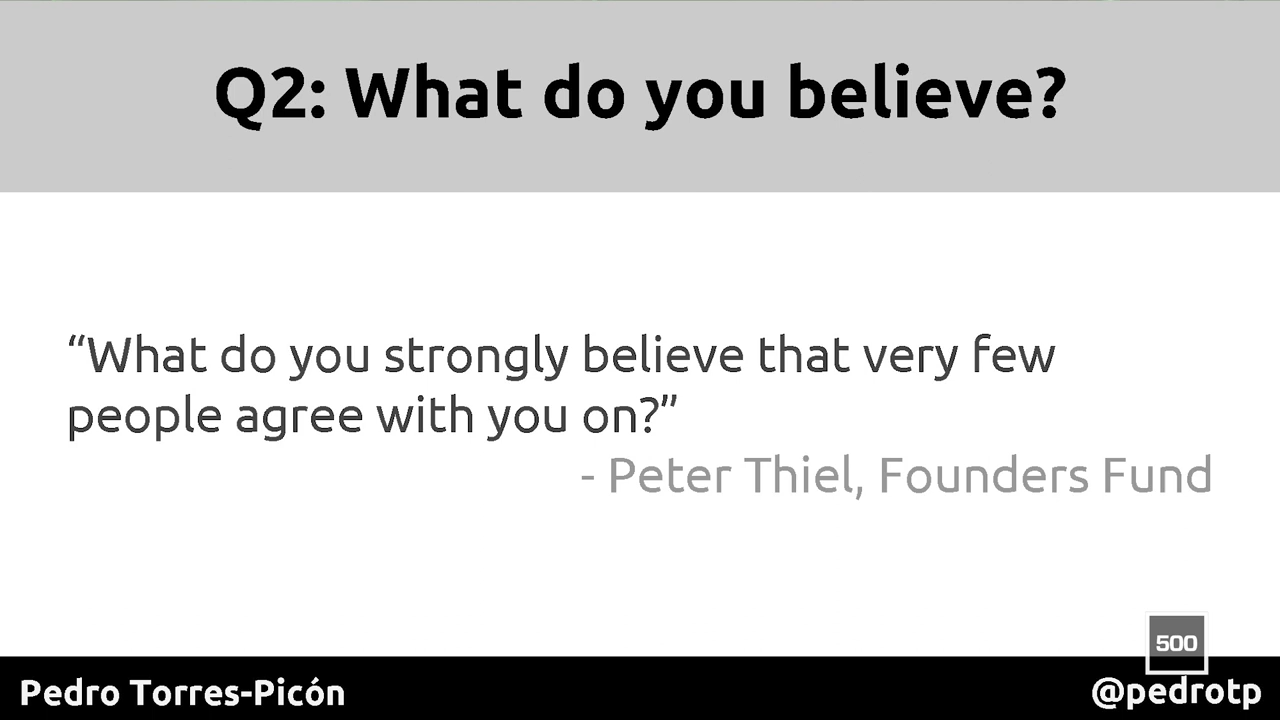 Q2: What do you believe?
“What do you strongly believe that very few
people agree with you on?”
- Peter Thiel, Founders Fund
500
Pedro Torres-Picón
@pedrotp